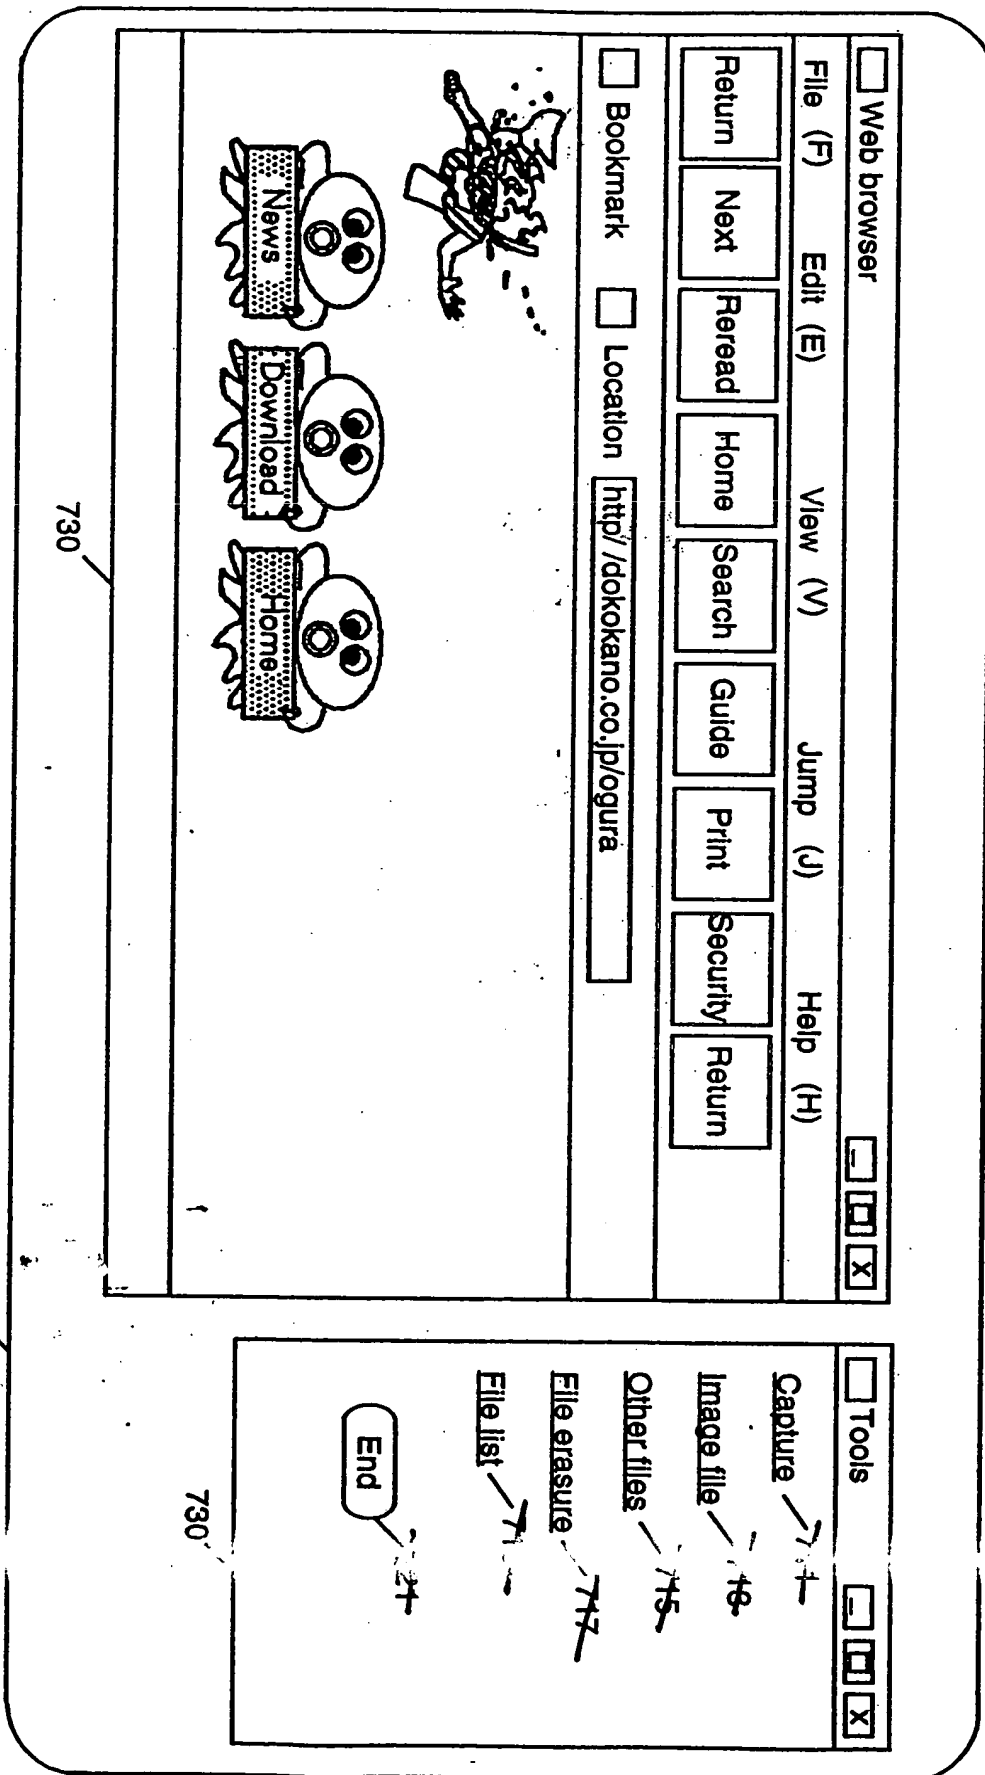 Web browser
File (F) Edit (E) View (V) Jump (J) Help (H)
Return Next Reread Home Search Guide Print Security Return
Bookmark Location http/ /dokokano.co.jp/ogura
News Download Home
730
Tools
Capture
Image file
Other files 715
File erasure 717
File list
End
730'